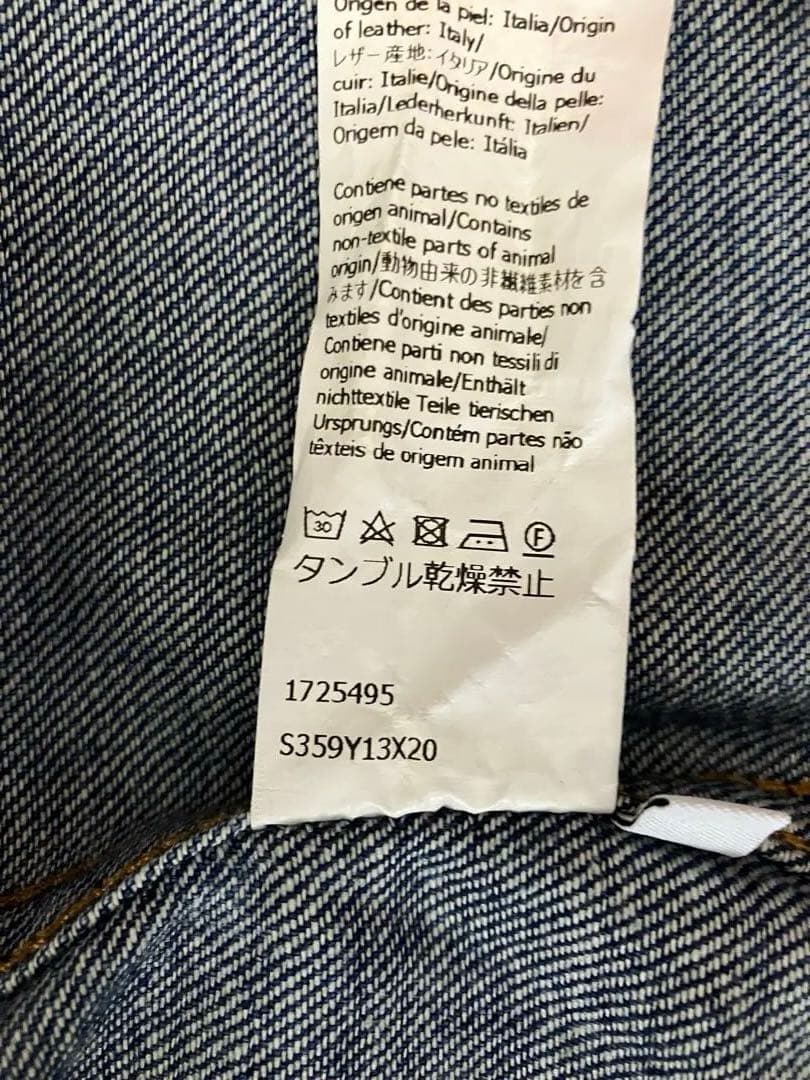 Origen de la piel: Italia/Origin
of leather: Italy/
レザー産地:イタリア/Origine du
cuir: Italie/Origine della pelle:
Italia/Lederherkunft: Italien/
Origem da pele: Itália
Contiene partes no textiles de
origen animal/Contains
non-textile parts of animal
origin/動物由来の非繊維素材を含
みます/Contient des parties non
textiles d'origine animale/
Contiene parti non tessili di
origine animale/Enthält
nichttextile Teile tierischen
Ursprungs/Contém partes não
têxteis de origem animal
30 F
タンブル乾燥禁止
1725495
S359Y13X20